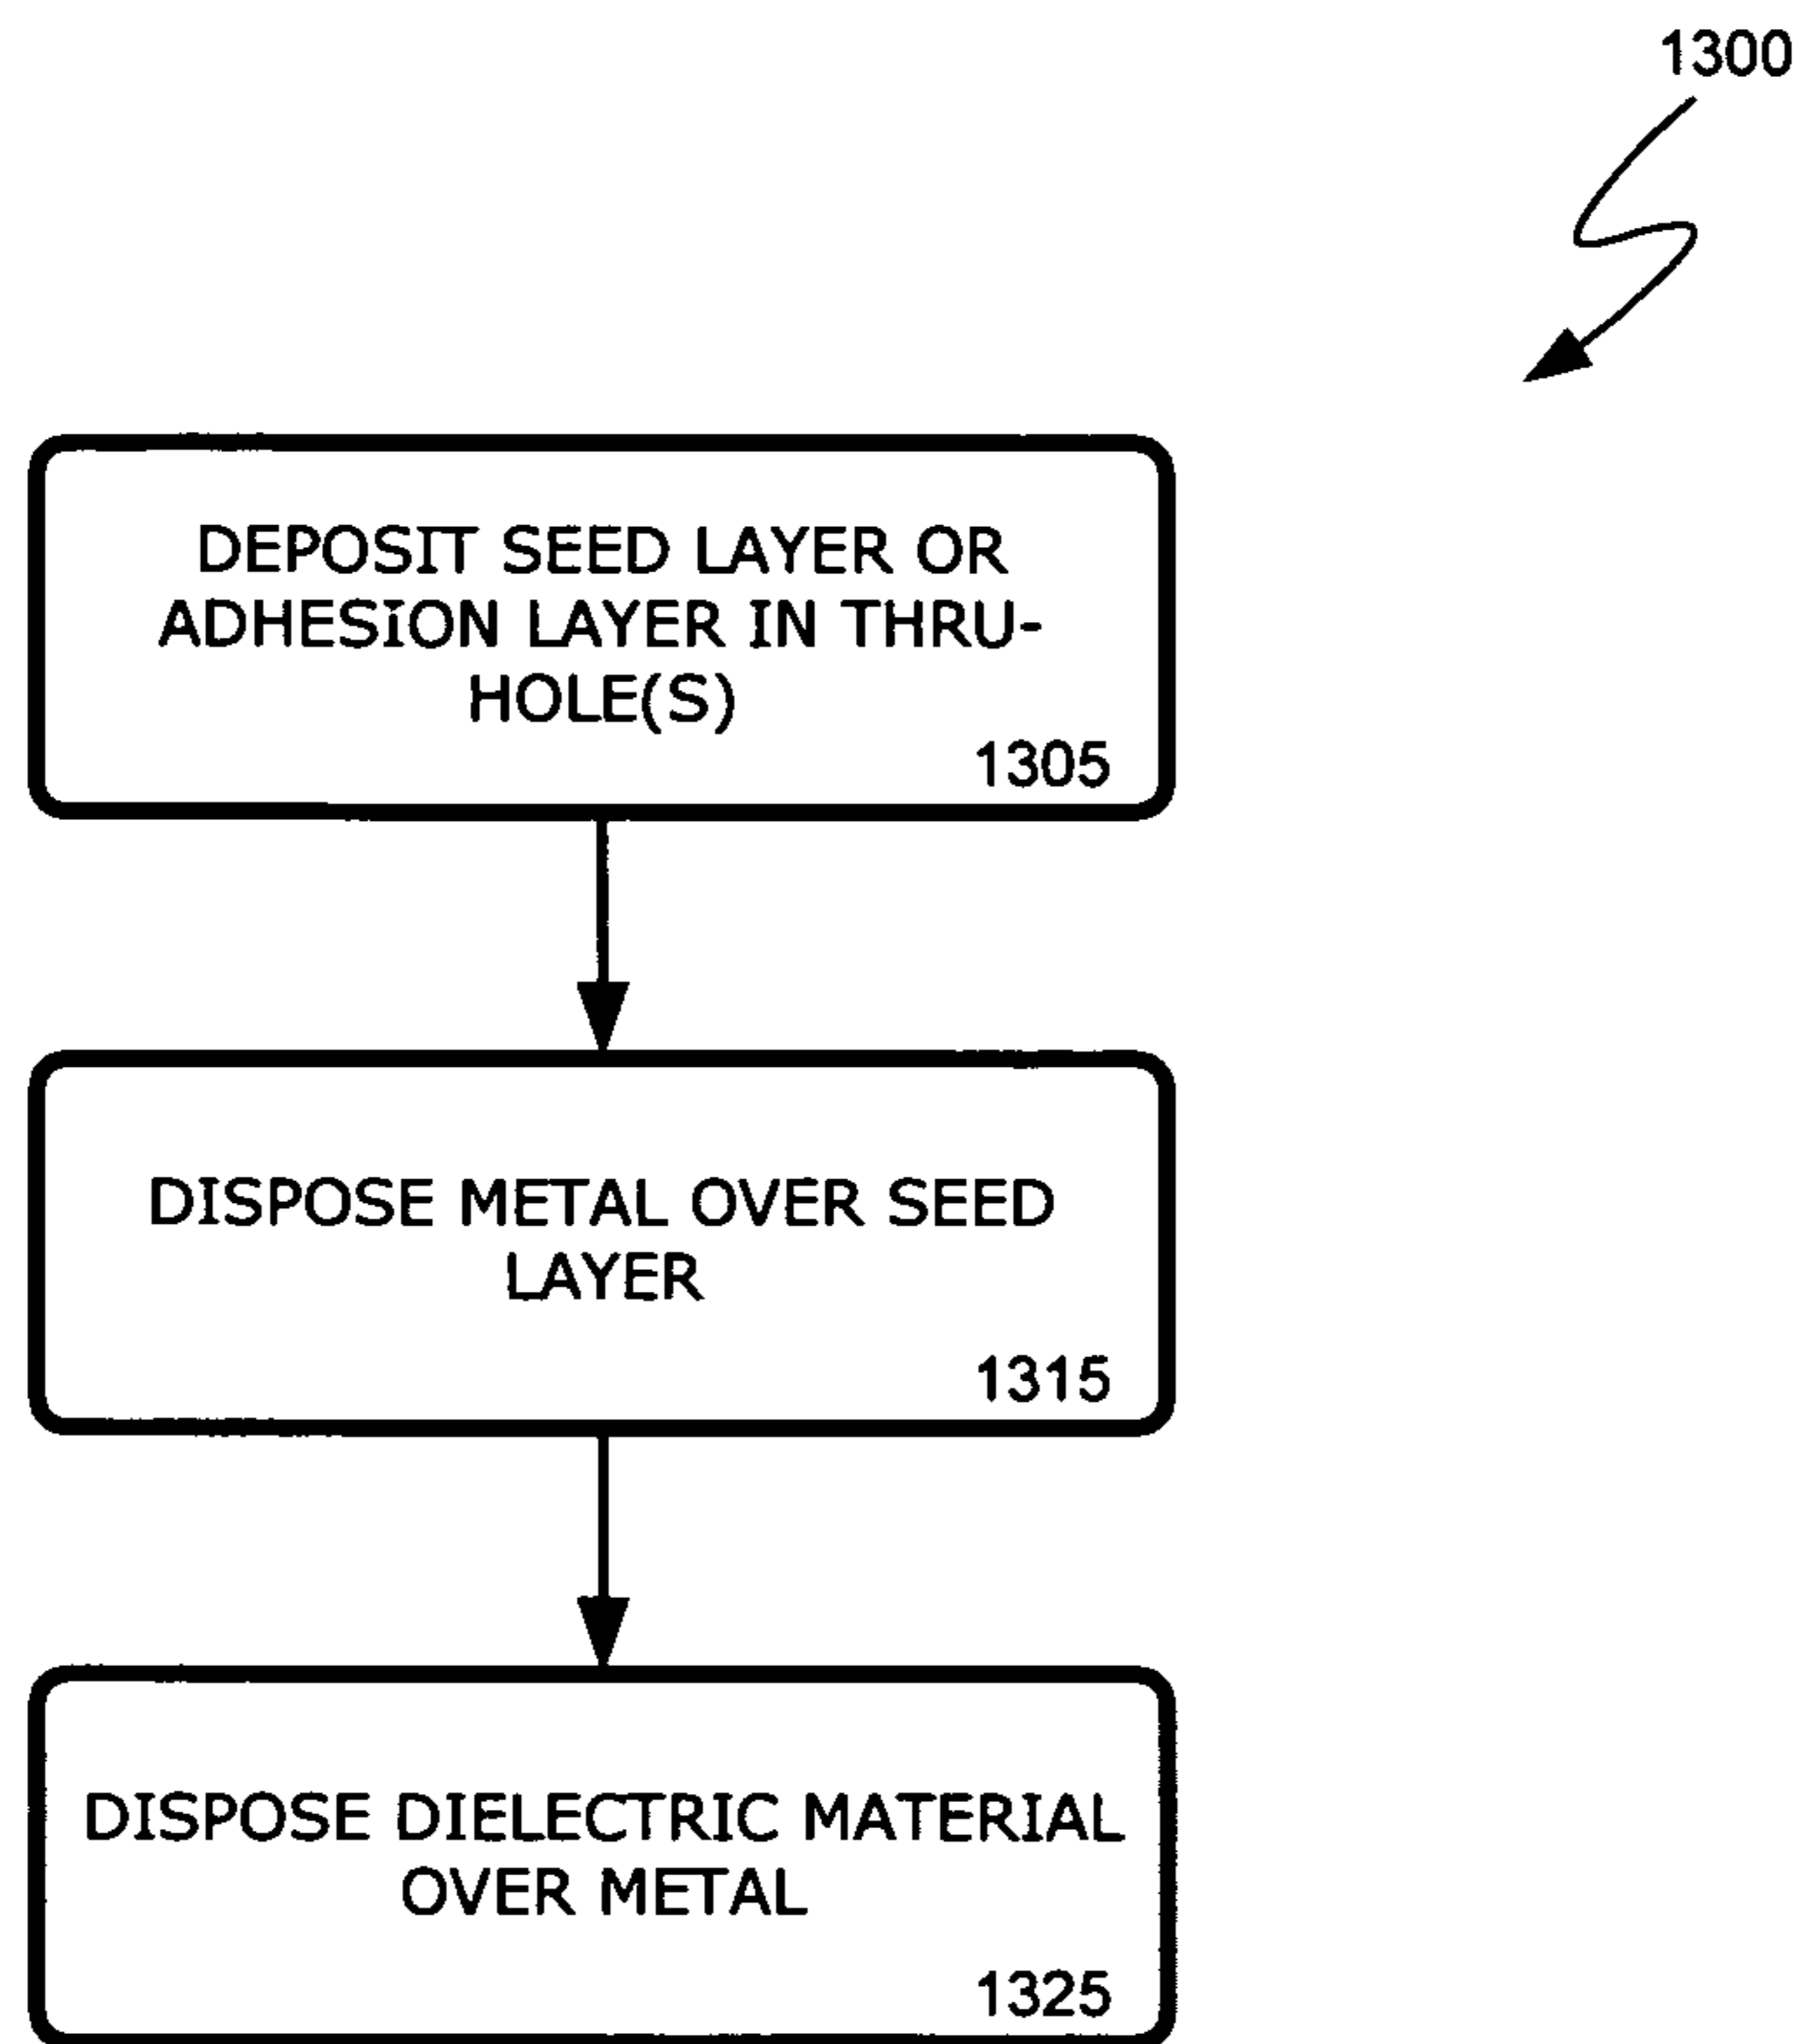 1300
DEPOSIT SEED LAYER OR
ADHESION LAYER IN THRU-
HOLE(S)
1305
DISPOSE METAL OVER SEED
LAYER
1315
DISPOSE DIELECTRIC MATERIAL
OVER METAL
1325